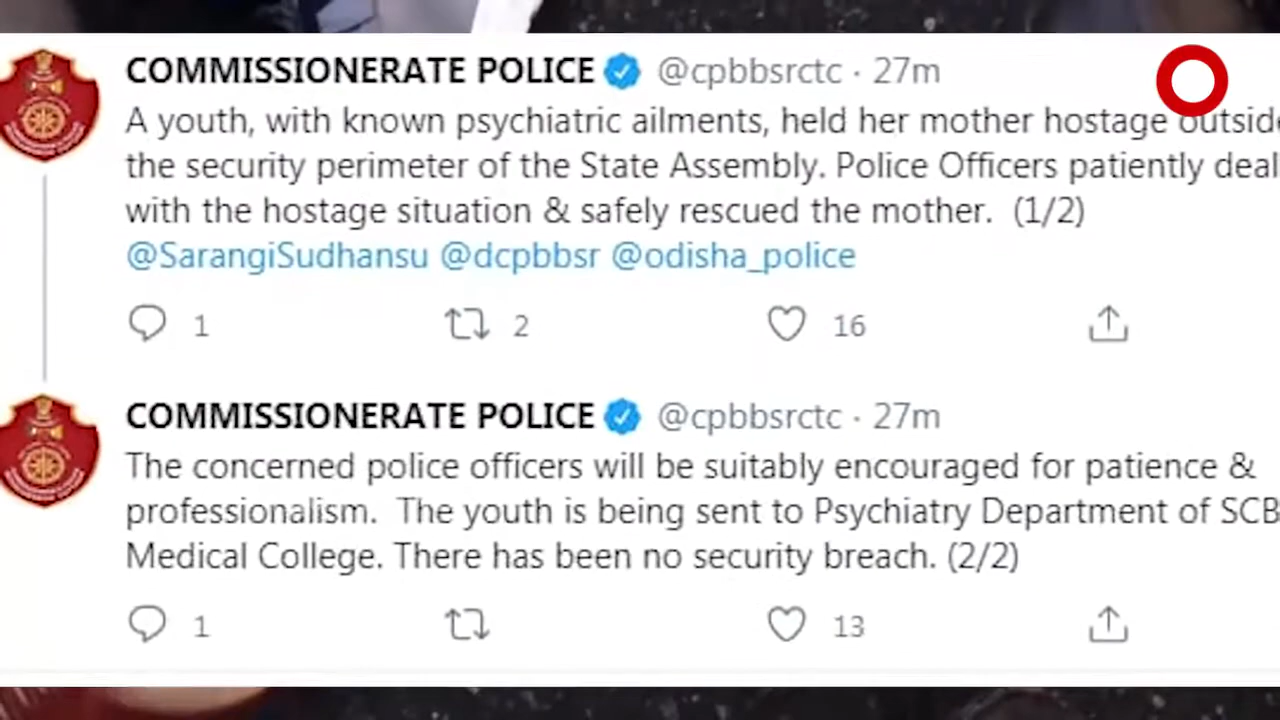 COMMISSIONERATE POLICE @cpbbsrctc · 27m
A youth, with known psychiatric ailments, held her mother hostage outside
the security perimeter of the State Assembly. Police Officers patiently deal
with the hostage situation & safely rescued the mother. (1/2)
@SarangiSudhansu @dcpbbsr @odisha_police
1 2 16
COMMISSIONERATE POLICE @cpbbsrctc · 27m
The concerned police officers will be suitably encouraged for patience &
professionalism. The youth is being sent to Psychiatry Department of SCB
Medical College. There has been no security breach. (2/2)
1 13